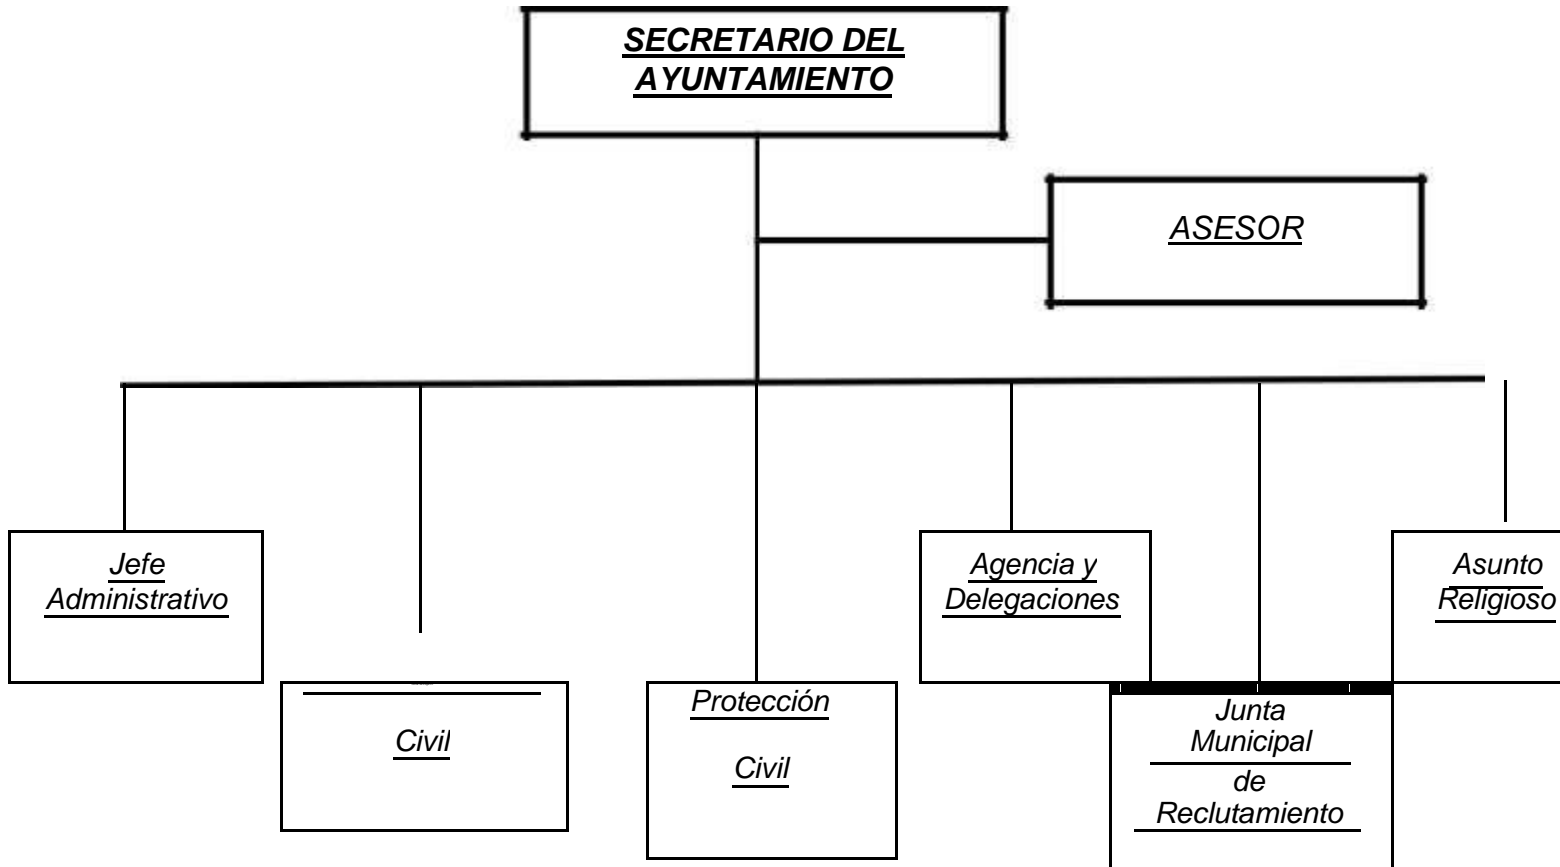 SECRETARIO DEL
AYUNTAMIENTO
ASESOR
Jefe
Administrativo
Civil
Protección
Civil
Agencia y
Delegaciones
Junta
Municipal
de
Reclutamiento
Asunto
Religioso